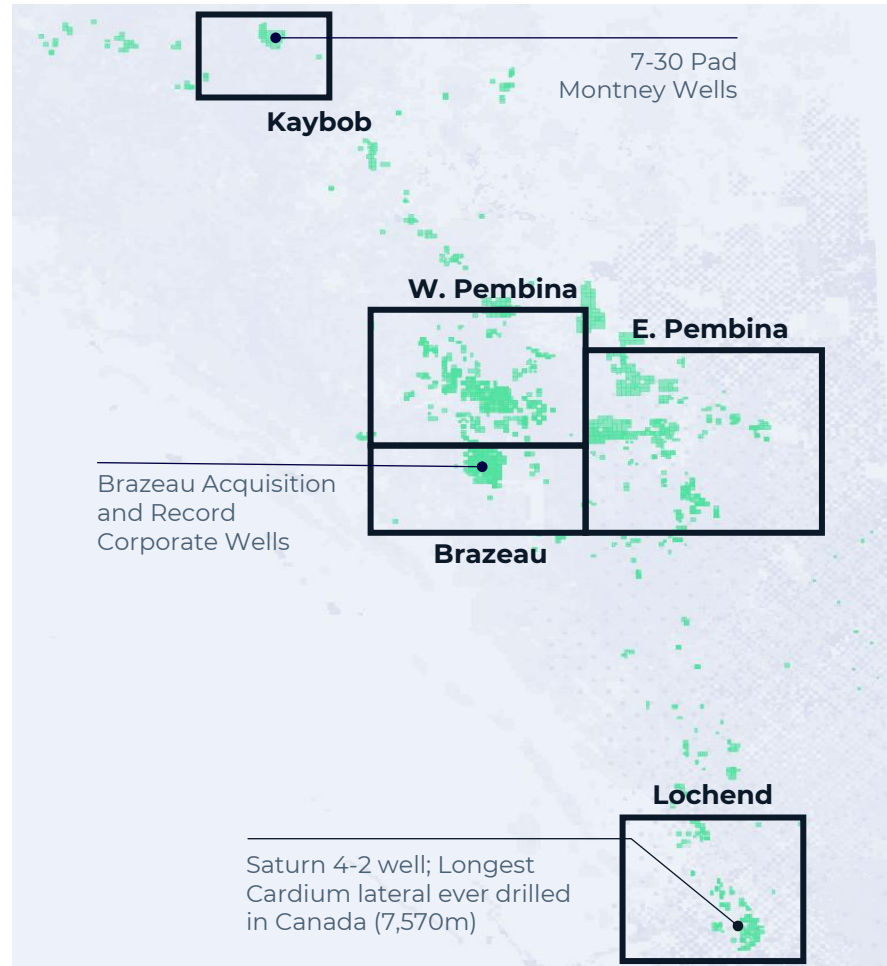 7-30 Pad
Montney Wells
Kaybob
W. Pembina
E. Pembina
Brazeau Acquisition
and Record
Corporate Wells
Brazeau
Lochend
Saturn 4-2 well; Longest
Cardium lateral ever drilled
in Canada (7,570m)